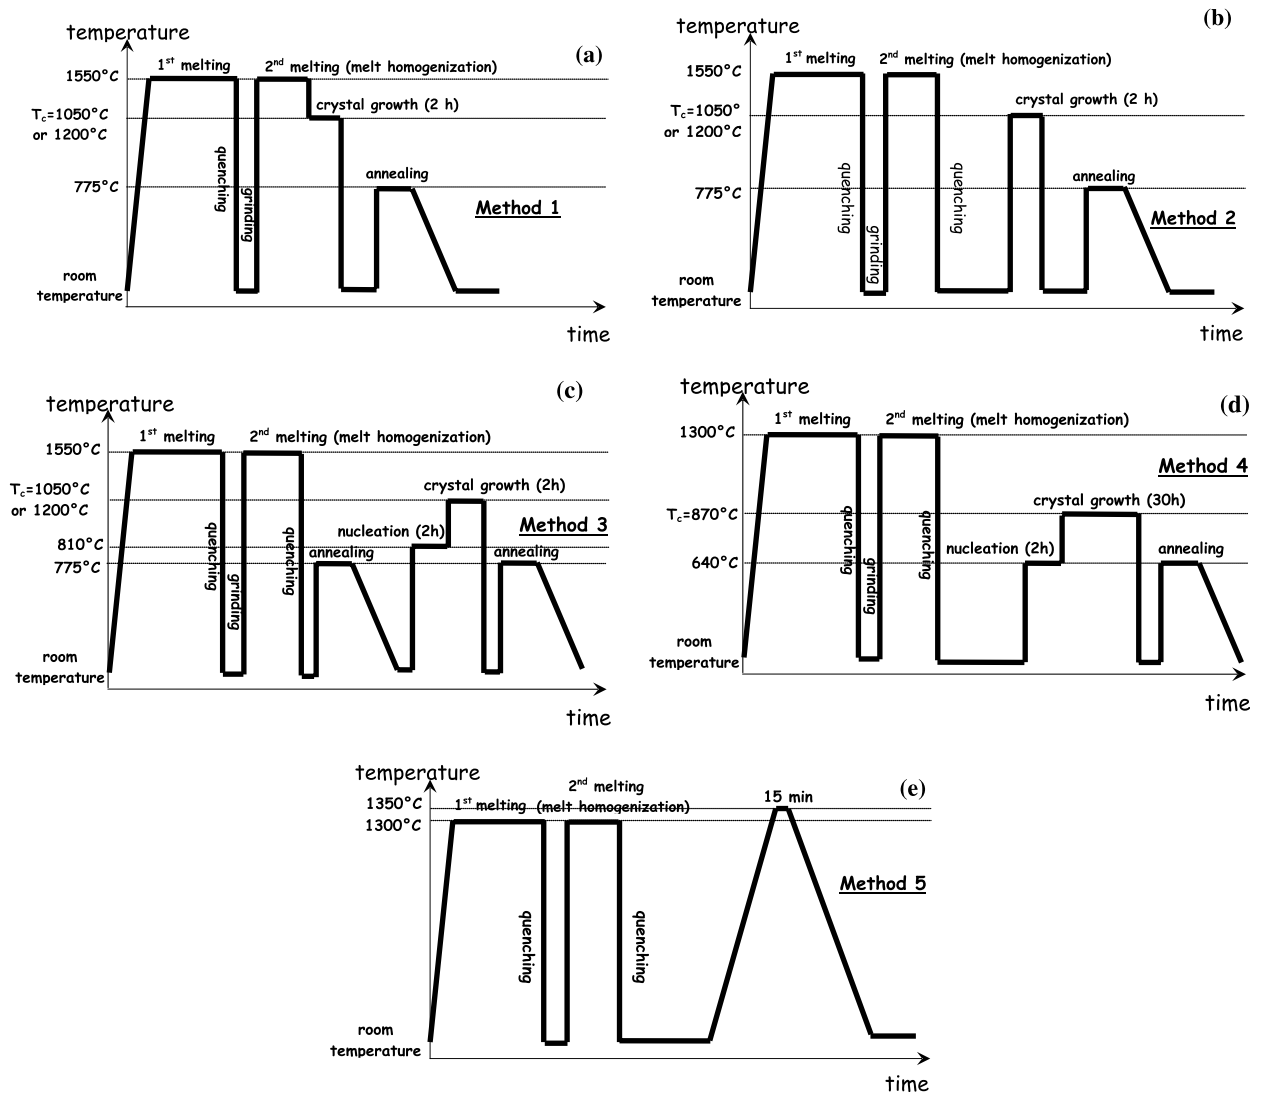 (a)
temperature
1st melting
2nd melting (melt homogenization)
1550°C
crystal growth (2 h)
Tc=1050°C
or 1200°C
quenching
annealing
775°C
grinding
Method 1
room
temperature
time
(b)
temperature
1st melting
2nd melting (melt homogenization)
1550°C
crystal growth (2 h)
Tc=1050°
or 1200°C
quenching
quenching
annealing
775°C
Method 2
grinding
room
temperature
time
(c)
temperature
1st melting
2nd melting (melt homogenization)
1550°C
crystal growth (2h)
Tc=1050°C
or 1200°C
nucleation (2h)
Method 3
810°C
annealing
annealing
775°C
quenching
quenching
grinding
room
temperature
time
(d)
temperature
1st melting
2nd melting (melt homogenization)
1300°C
Method 4
crystal growth (30h)
Tc=870°C
quenching
quenching
nucleation (2h)
annealing
640°C
grinding
room
temperature
time
(e)
temperature
2nd melting
15 min
1350°C
1st melting
(melt homogenization)
1300°C
Method 5
quenching
quenching
room
temperature
time